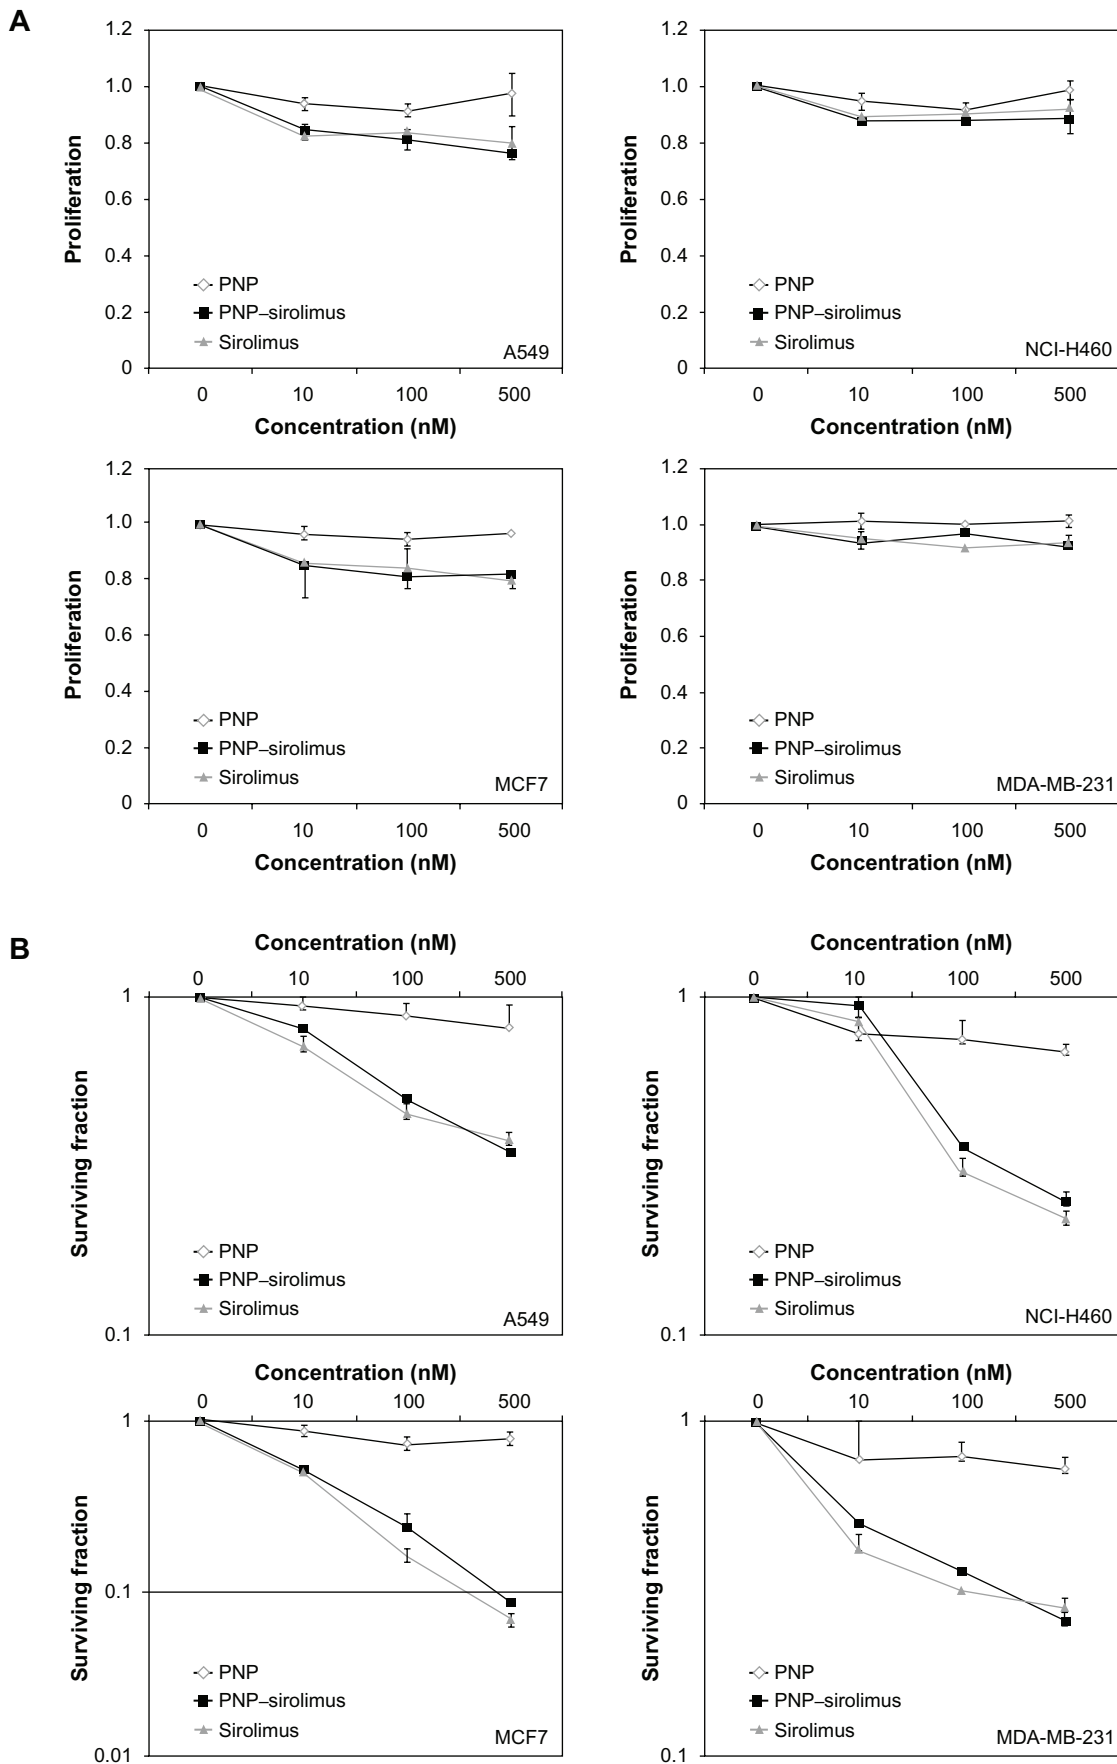 A
1.2
1.0
0.8
0.6
0.4
0.2
0
Proliferation
PNP
PNP–sirolimus
Sirolimus
A549
0 10 100 500
Concentration (nM)
1.2
1.0
0.8
0.6
0.4
0.2
0
Proliferation
PNP
PNP–sirolimus
Sirolimus
NCI-H460
0 10 100 500
Concentration (nM)
1.2
1.0
0.8
0.6
0.4
0.2
0
Proliferation
PNP
PNP–sirolimus
Sirolimus
MCF7
0 10 100 500
Concentration (nM)
1.2
1.0
0.8
0.6
0.4
0.2
0
Proliferation
PNP
PNP–sirolimus
Sirolimus
MDA-MB-231
0 10 100 500
Concentration (nM)
B
Concentration (nM)
0 10 100 500
1
0.1
Surviving fraction
PNP
PNP–sirolimus
Sirolimus
A549
Concentration (nM)
0 10 100 500
1
0.1
Surviving fraction
PNP
PNP–sirolimus
Sirolimus
NCI-H460
Concentration (nM)
0 10 100 500
1
0.1
0.01
Surviving fraction
PNP
PNP–sirolimus
Sirolimus
MCF7
Concentration (nM)
0 10 100 500
1
0.1
Surviving fraction
PNP
PNP–sirolimus
Sirolimus
MDA-MB-231